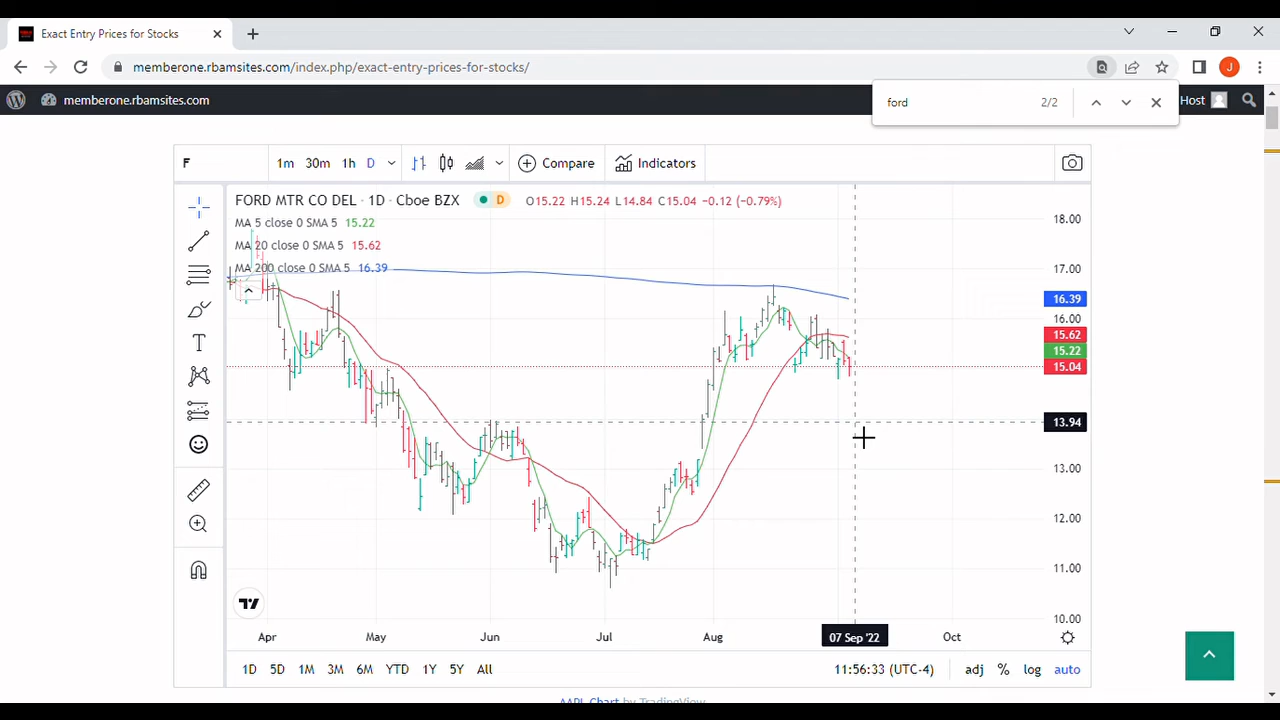 Exact Entry Prices for Stocks
memberone.rbamsites.com/index.php/exact-entry-prices-for-stocks/
J
memberone.rbamsites.com
ford 2/2
Host
F 1m 30m 1h D Compare Indicators
FORD MTR CO DEL · 1D · Cboe BZX D O15.22 H15.24 L14.84 C15.04 −0.12 (−0.79%)
MA 5 close 0 SMA 5 15.22
MA 20 close 0 SMA 5 15.62
MA 200 close 0 SMA 5 16.39
18.00
17.00
16.39
16.00
15.62
15.22
15.04
13.94
13.00
12.00
11.00
10.00
T
Apr May Jun Jul Aug 07 Sep '22 Oct
1D 5D 1M 3M 6M YTD 1Y 5Y All 11:56:33 (UTC-4) adj % log auto
AAPL Chart by TradingView